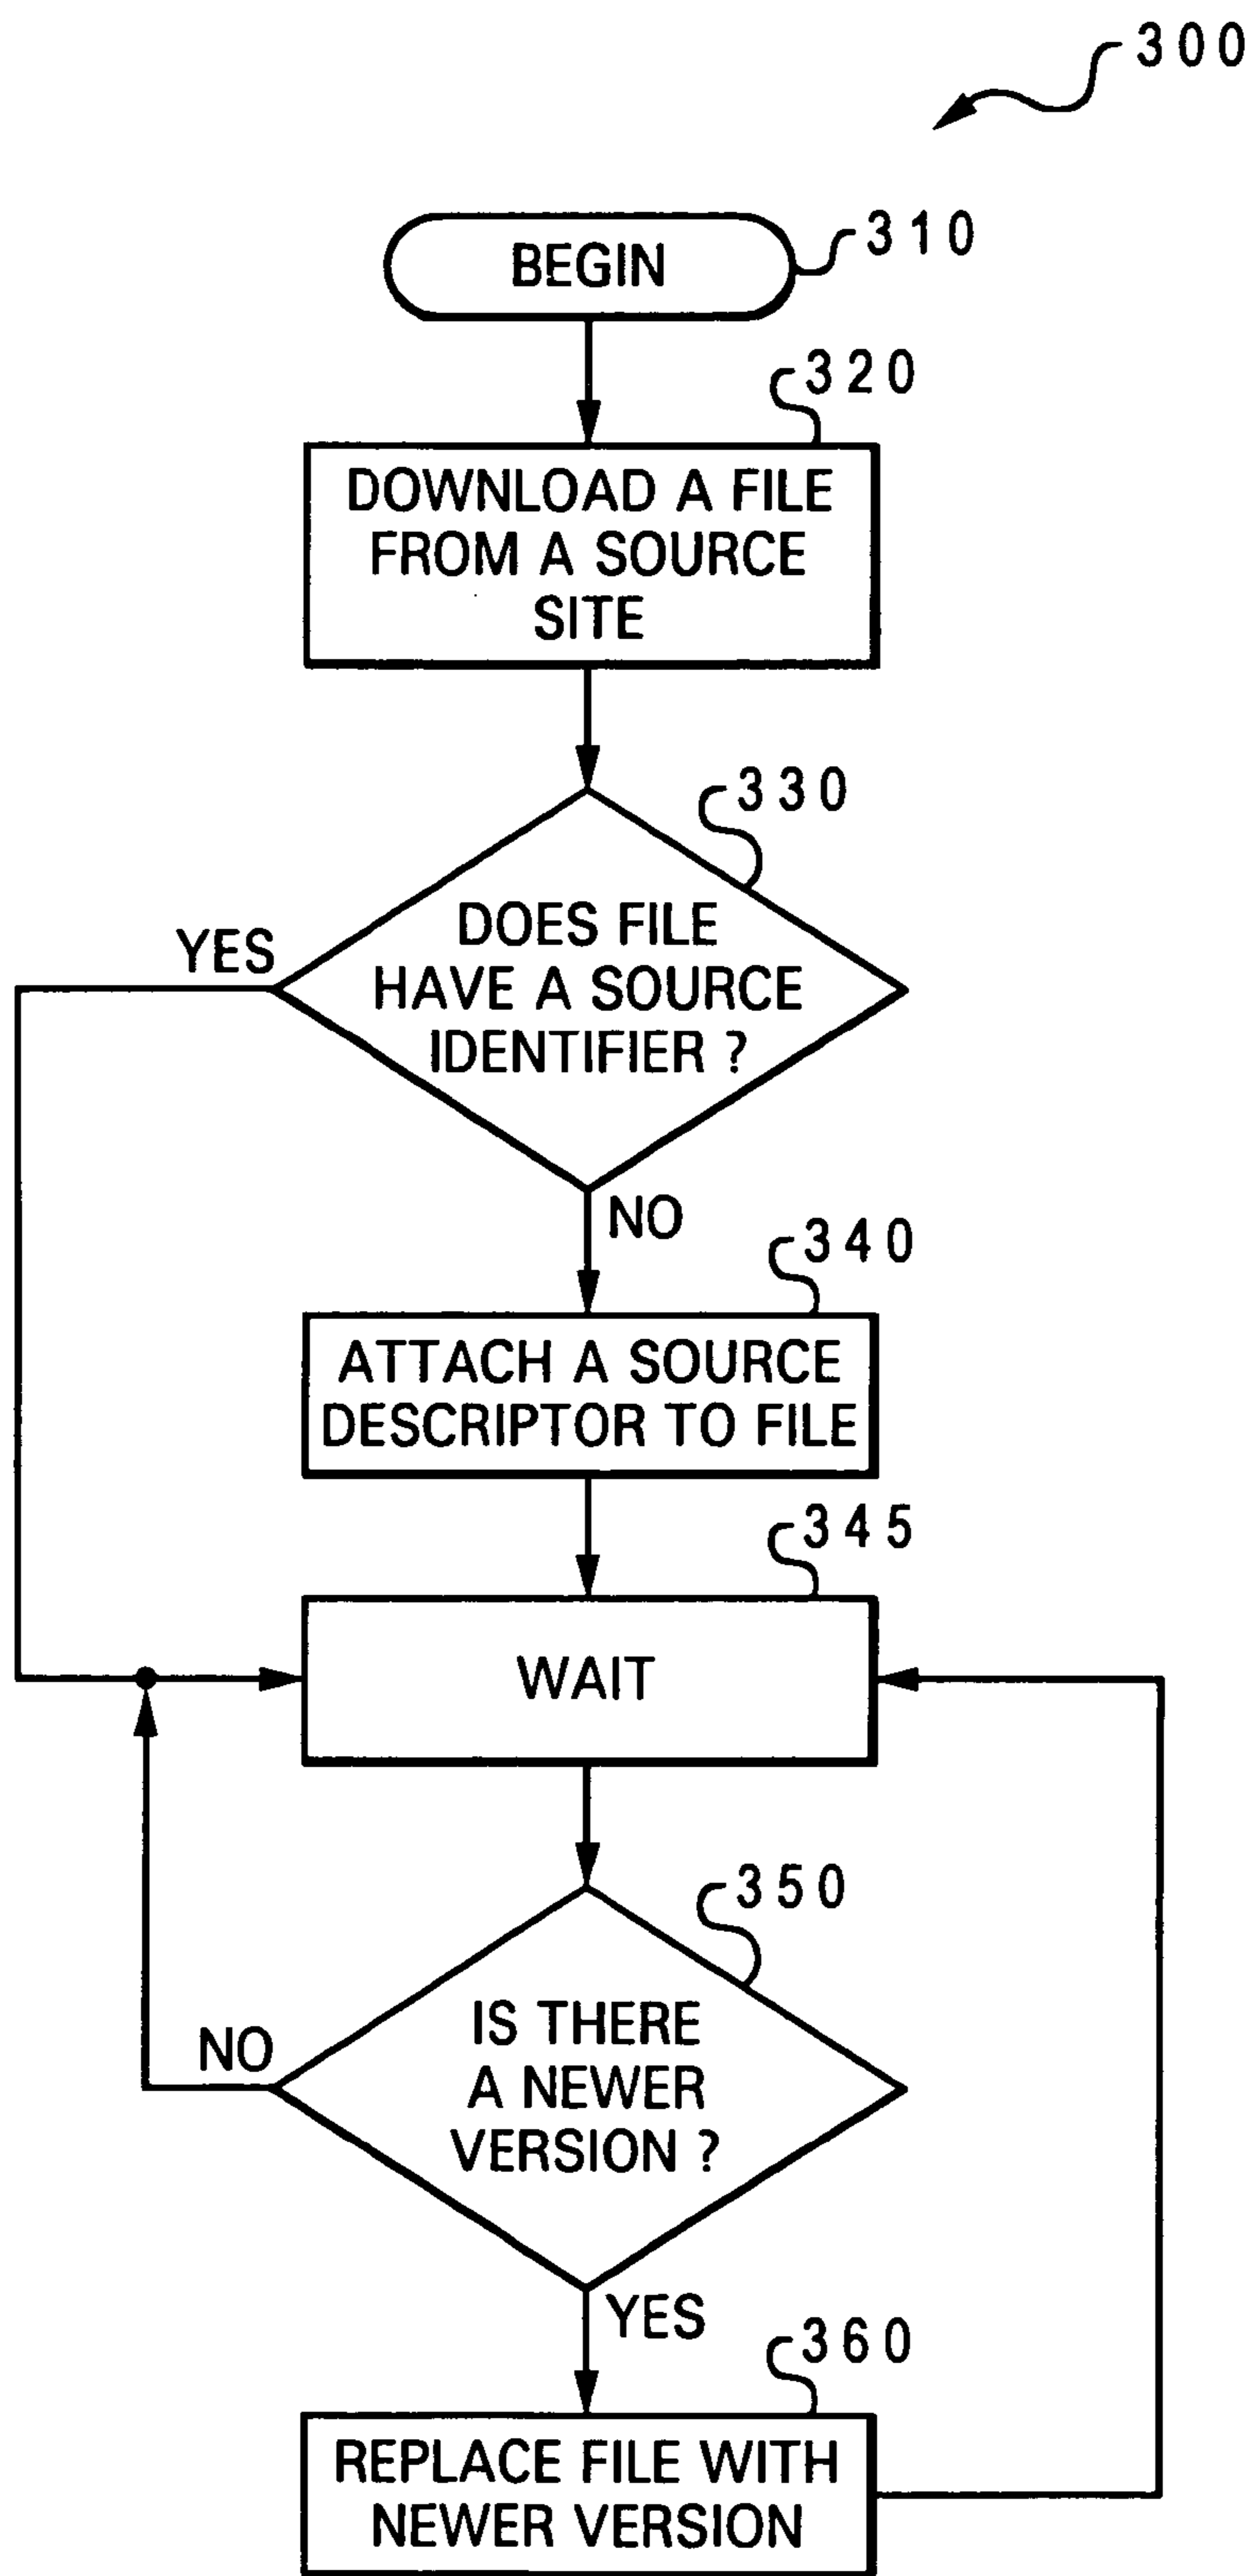 300
BEGIN
310
320
DOWNLOAD A FILE
FROM A SOURCE
SITE
330
YES
DOES FILE
HAVE A SOURCE
IDENTIFIER ?
NO
340
ATTACH A SOURCE
DESCRIPTOR TO FILE
345
WAIT
350
NO
IS THERE
A NEWER
VERSION ?
YES
360
REPLACE FILE WITH
NEWER VERSION